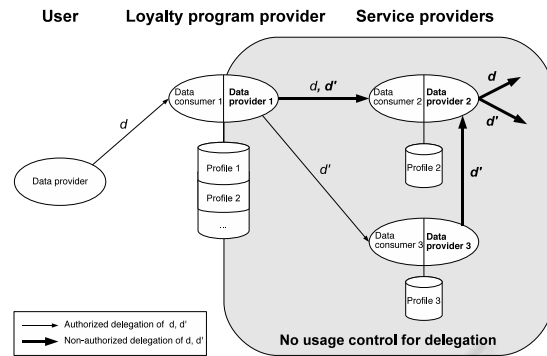 User
Loyalty program provider
Service providers
Data
consumer 1
Data
provider 1
d, d'
Data
consumer 2
Data
provider 2
d
d'
d
Data provider
Profile 1
Profile 2
...
d'
Profile 2
d'
Data
consumer 3
Data
provider 3
Profile 3
Authorized delegation of d, d'
Non-authorized delegation of d, d'
No usage control for delegation